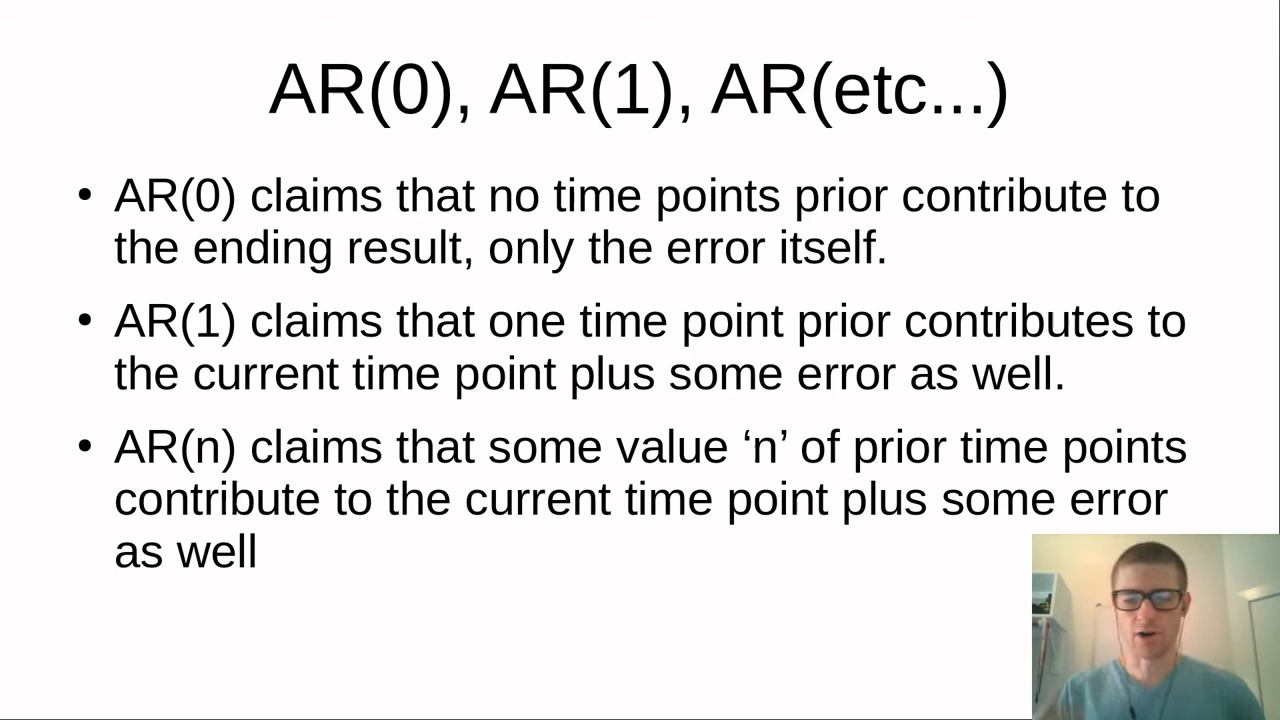 AR(0), AR(1), AR(etc...)
• AR(0) claims that no time points prior contribute to
the ending result, only the error itself.
• AR(1) claims that one time point prior contributes to
the current time point plus some error as well.
• AR(n) claims that some value ‘n’ of prior time points
contribute to the current time point plus some error
as well